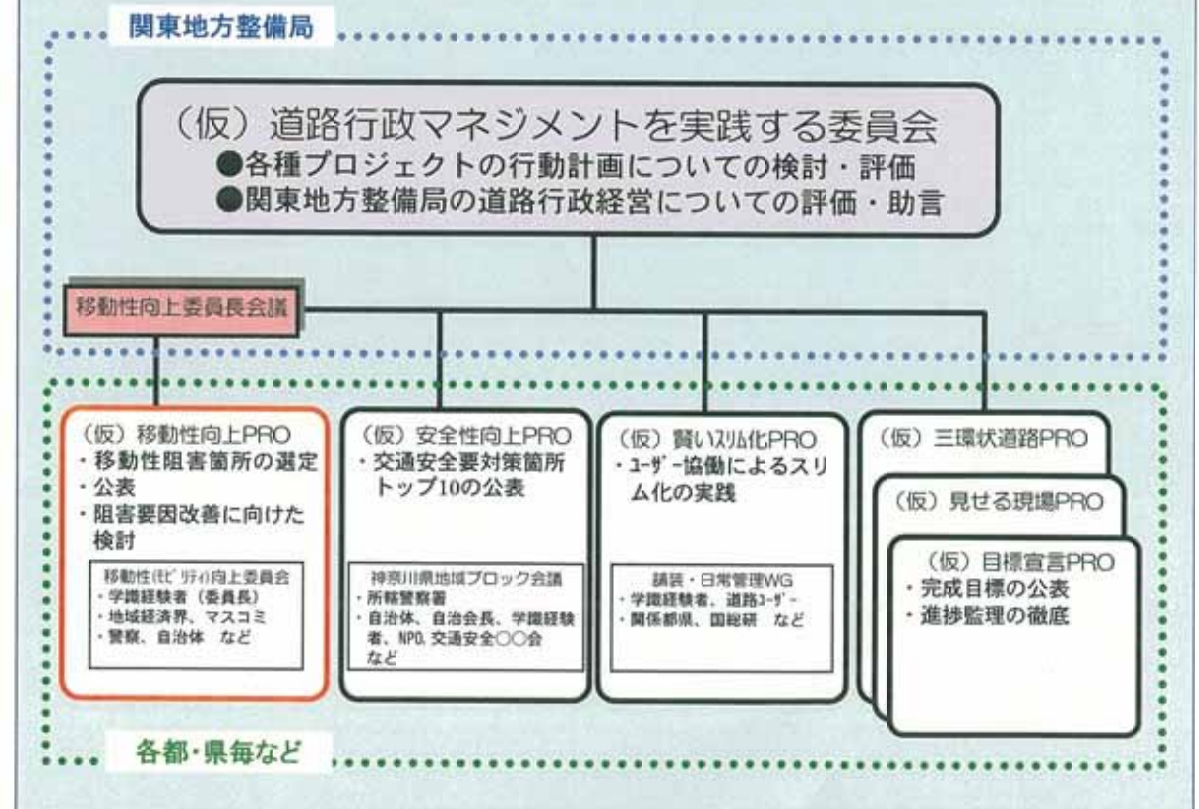 関東地方整備局
(仮)道路行政マネジメントを実践する委員会
●各種プロジェクトの行動計画についての検討・評価
●関東地方整備局の道路行政経営についての評価・助言
移動性向上委員長会議
(仮)移動性向上PRO
・移動性阻害箇所の選定
・公表
・阻害要因改善に向けた
検討
移動性(モビリティ)向上委員会
・学識経験者(委員長)
・地域経済界、マスコミ
・警察、自治体 など
(仮)安全性向上PRO
・交通安全要対策箇所
トップ10の公表
神奈川県地域ブロック会議
・所轄警察署
・自治体、自治会長、学識経験
者、NPO,交通安全○○会
など
(仮)賢いスリム化PRO
・ユーザー協働によるスリ
ム化の実践
舗装・日常管理WG
・学識経験者、道路ユーザー
・関係都県、国総研 など
(仮)三環状道路PRO
(仮)見せる現場PRO
(仮)目標宣言PRO
・完成目標の公表
・進捗監理の徹底
各都・県毎など